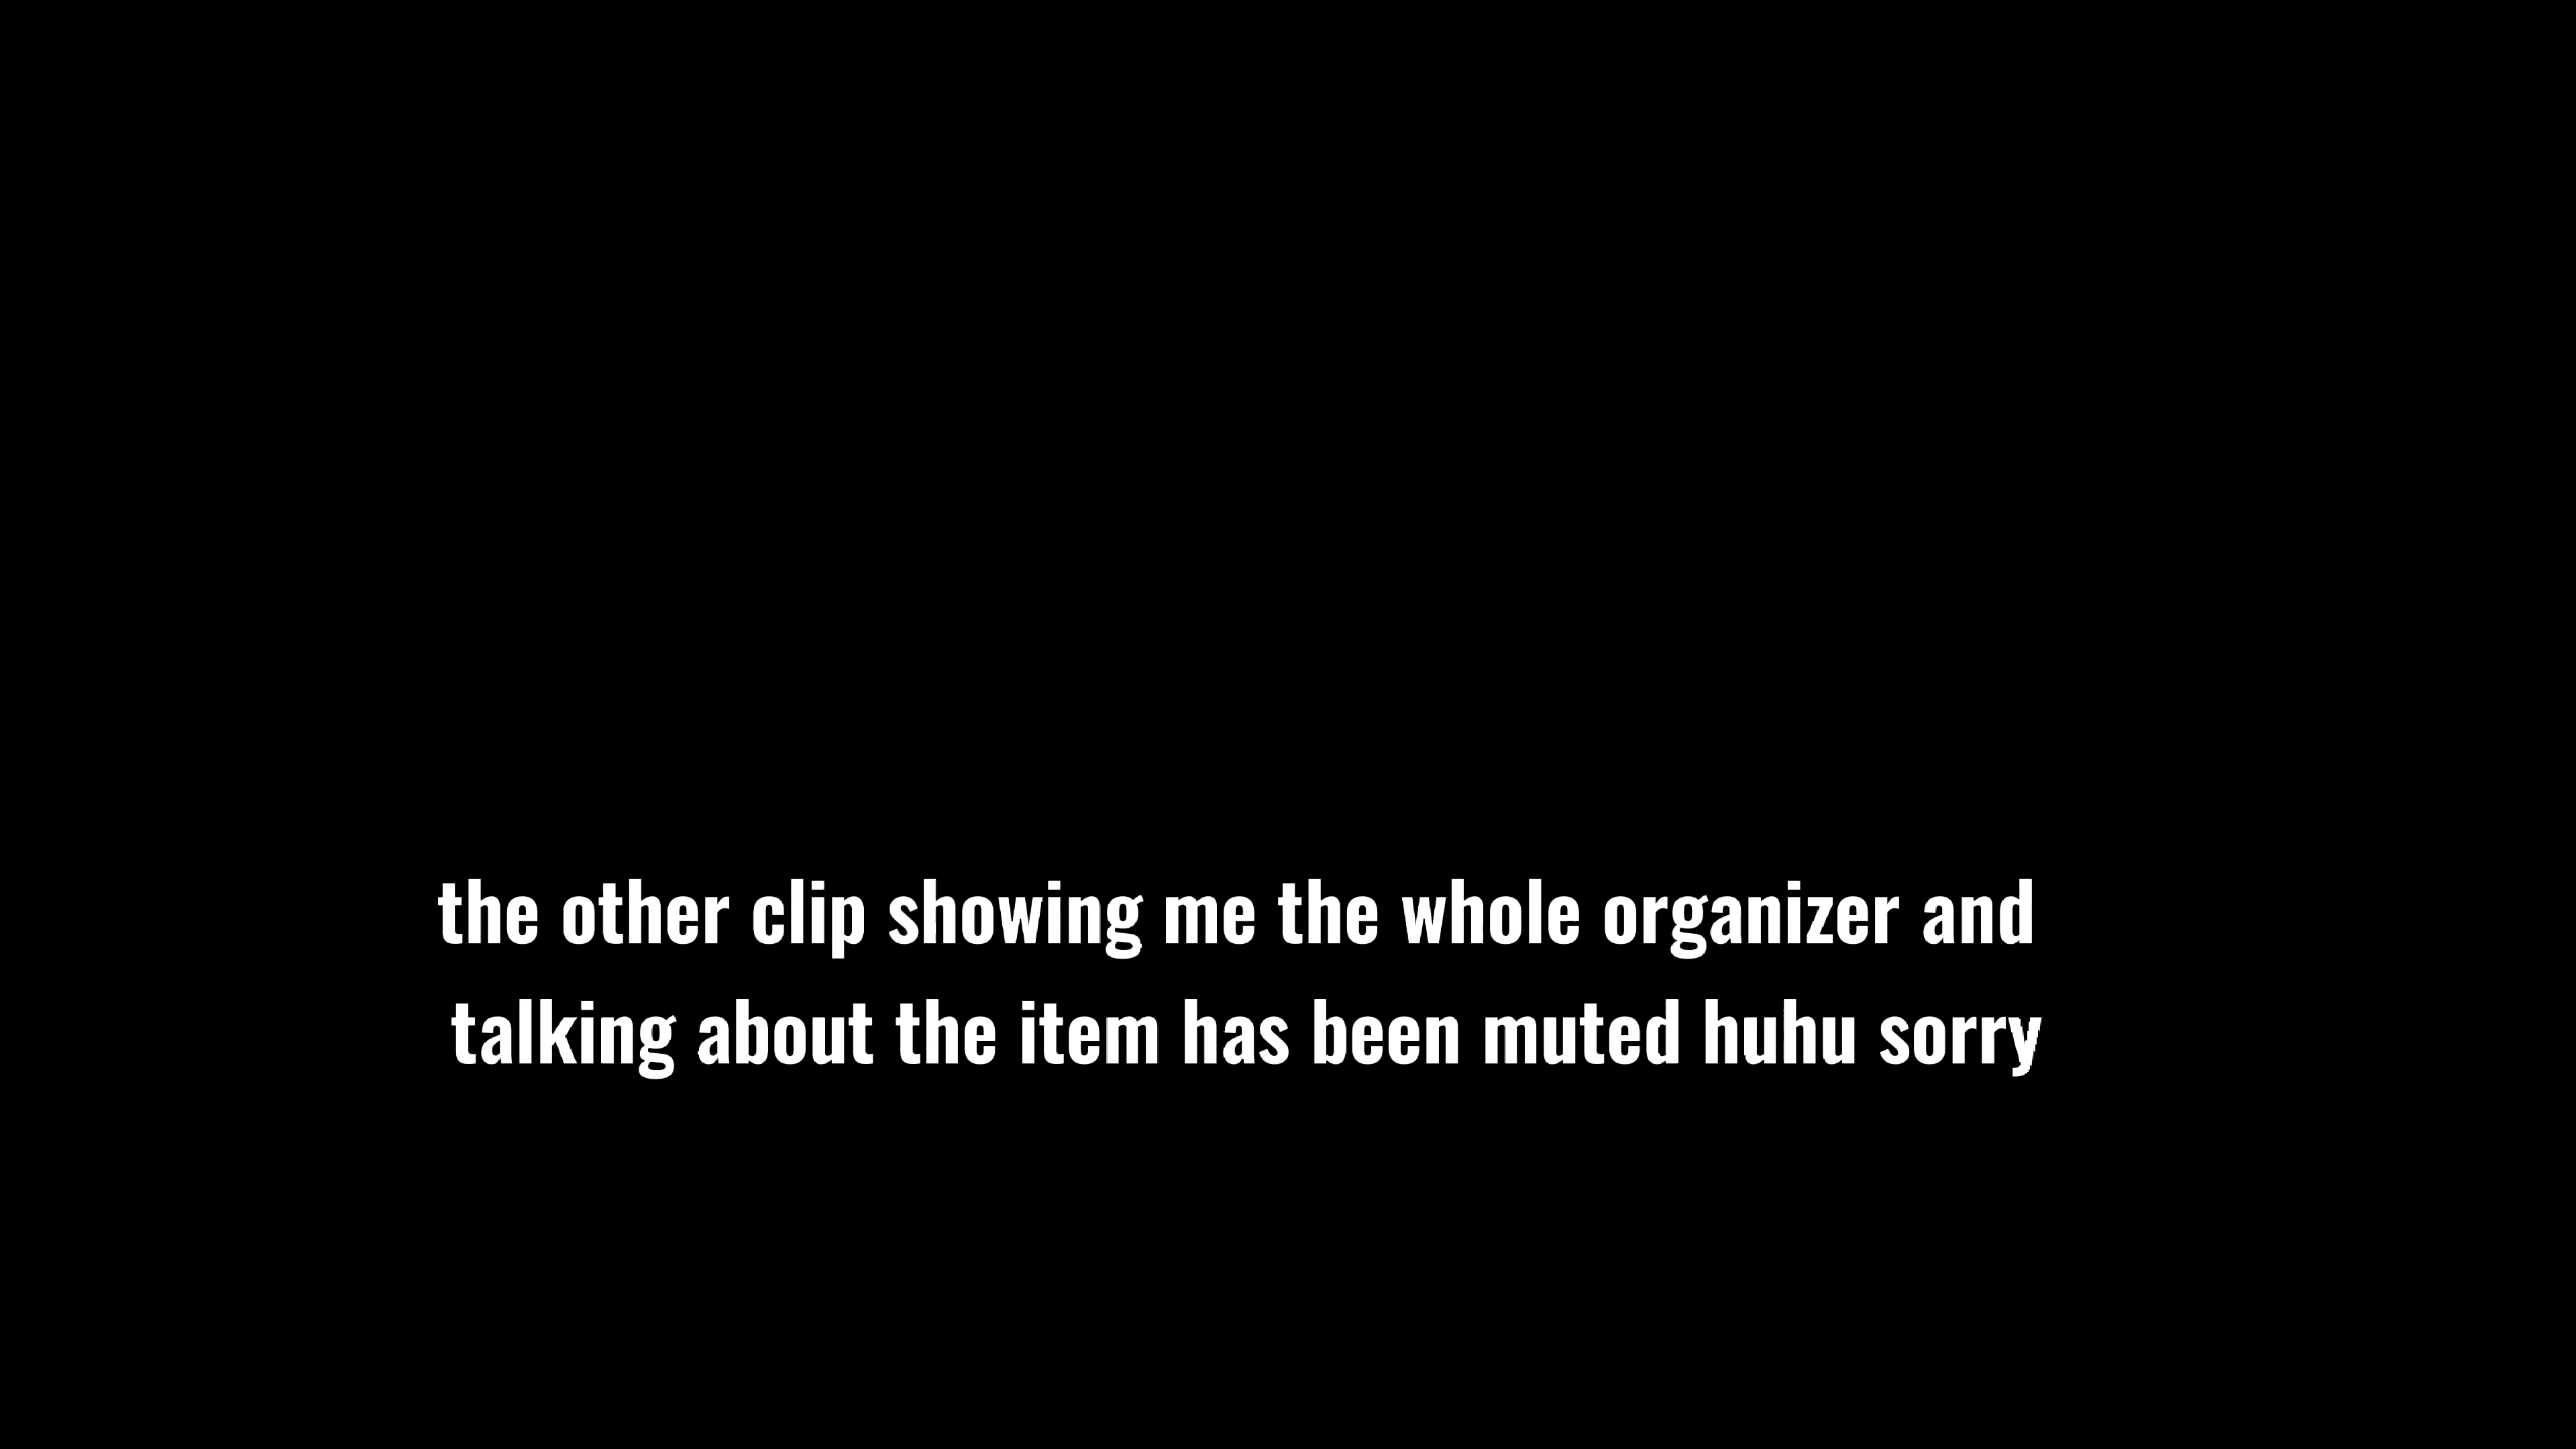 the other clip showing me the whole organizer and
talking about the item has been muted huhu sorry